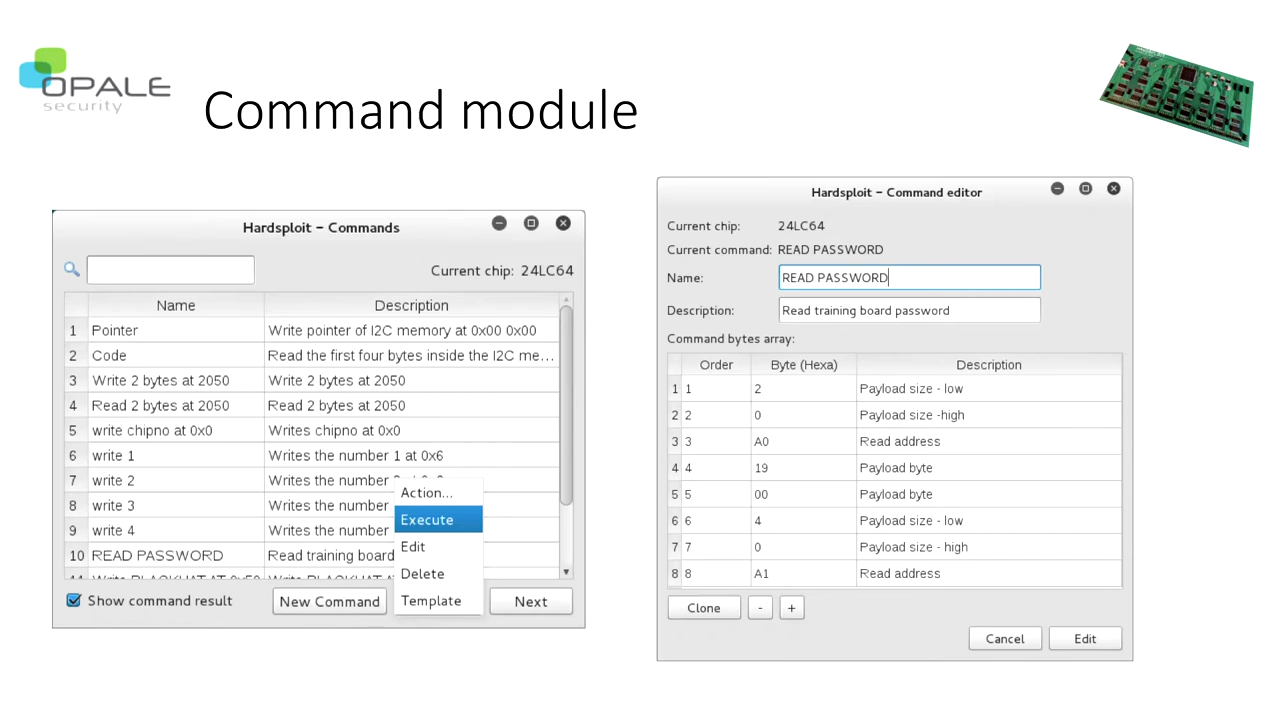 OPALE
security
Command module
Hardsploit – Commands
Current chip: 24LC64
Name Description
1 Pointer Write pointer of I2C memory at 0x00 0x00
2 Code Read the first four bytes inside the I2C me...
3 Write 2 bytes at 2050 Write 2 bytes at 2050
4 Read 2 bytes at 2050 Read 2 bytes at 2050
5 write chipno at 0x0 Writes chipno at 0x0
6 write 1 Writes the number 1 at 0x6
7 write 2 Writes the number
8 write 3 Writes the number
9 write 4 Writes the number
10 READ PASSWORD Read training board
Action...
Execute
Edit
Delete
Template
Show command result New Command Next
Hardsploit – Command editor
Current chip: 24LC64
Current command: READ PASSWORD
Name: READ PASSWORD
Description: Read training board password
Command bytes array:
Order Byte (Hexa) Description
1 1 2 Payload size - low
2 2 0 Payload size -high
3 3 A0 Read address
4 4 19 Payload byte
5 5 00 Payload byte
6 6 4 Payload size - low
7 7 0 Payload size - high
8 8 A1 Read address
Clone - +
Cancel Edit